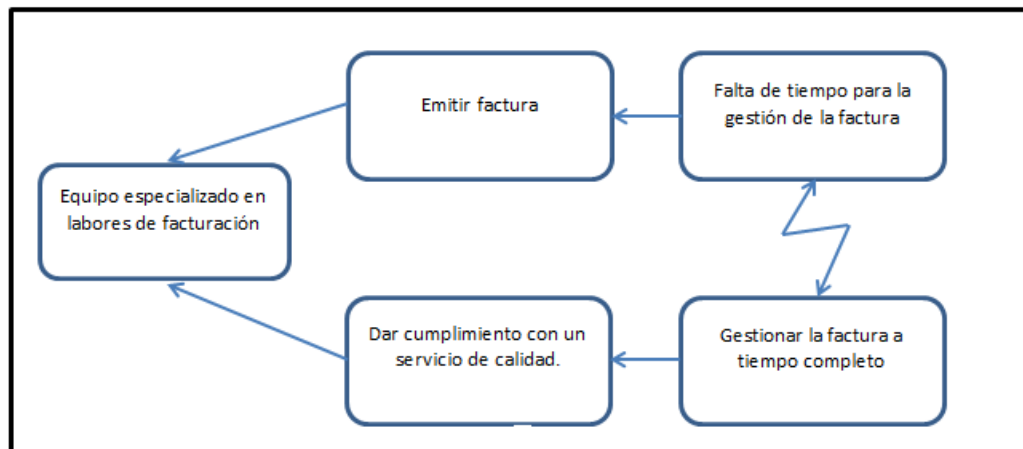 Emitir factura
Falta de tiempo para la
gestión de la factura
Equipo especializado en
labores de facturación
Dar cumplimiento con un
servicio de calidad.
Gestionar la factura a
tiempo completo